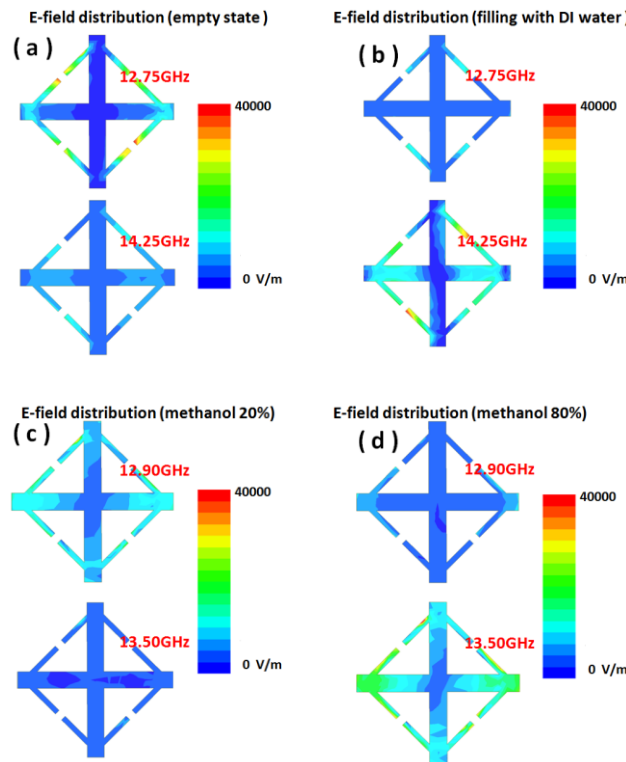 E-field distribution (empty state )
( a )
12.75GHz
40000
14.25GHz
0 V/m
E-field distribution (filling with DI water )
( b )
12.75GHz
40000
14.25GHz
0 V/m
E-field distribution (methanol 20%)
( c )
12.90GHz
40000
13.50GHz
0 V/m
E-field distribution (methanol 80%)
( d )
12.90GHz
40000
13.50GHz
0 V/m